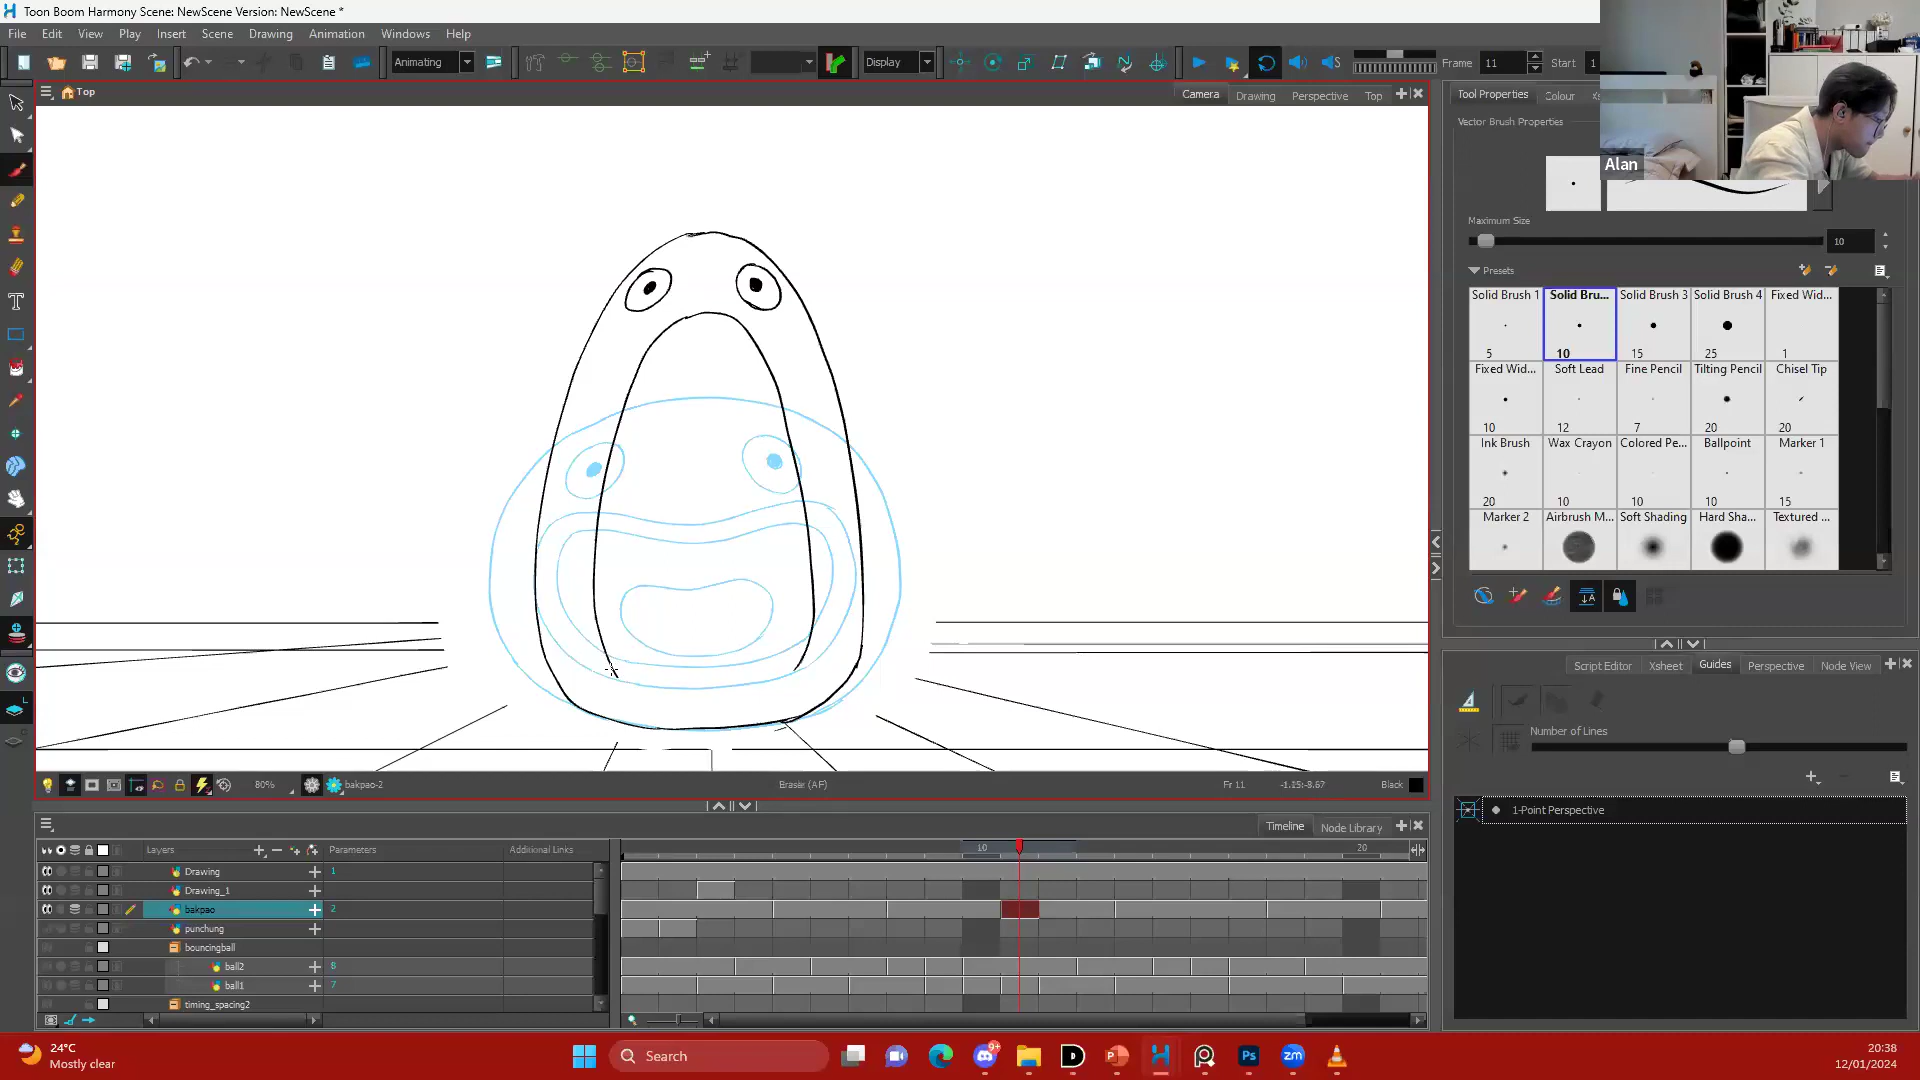 Toon Boom Harmony Scene: NewScene Version: NewScene *
File Edit View Play Insert Scene Drawing Animation Windows Help
Animating Display Frame 11 Start 1
Top Camera Drawing Perspective Top
Tool Properties Colour
Vector Brush Properties
Alan
Maximum Size
10
Presets
Solid Brush 1 Solid Bru... Solid Brush 3 Solid Brush 4 Fixed Wid...
5 10 15 25 1
Fixed Wid... Soft Lead Fine Pencil Tilting Pencil Chisel Tip
10 12 7 20 20
Ink Brush Wax Crayon Colored Pe... Ballpoint Marker 1
20 10 10 10 15
Marker 2 Airbrush M... Soft Shading Hard Sha... Textured ...
Script Editor Xsheet Guides Perspective Node View
Number of Lines
1-Point Perspective
80% bakpao-2 Eraser (AF) Fr 11 -1.25:-8.67 Black
Timeline Node Library
Layers Parameters Additional Links 10 20
Drawing 1
Drawing_1
bakpao 2
punchung
bouncingball
ball2 8
ball1 7
timing_spacing2
24°C
Mostly clear
Search
9+
20:38
12/01/2024